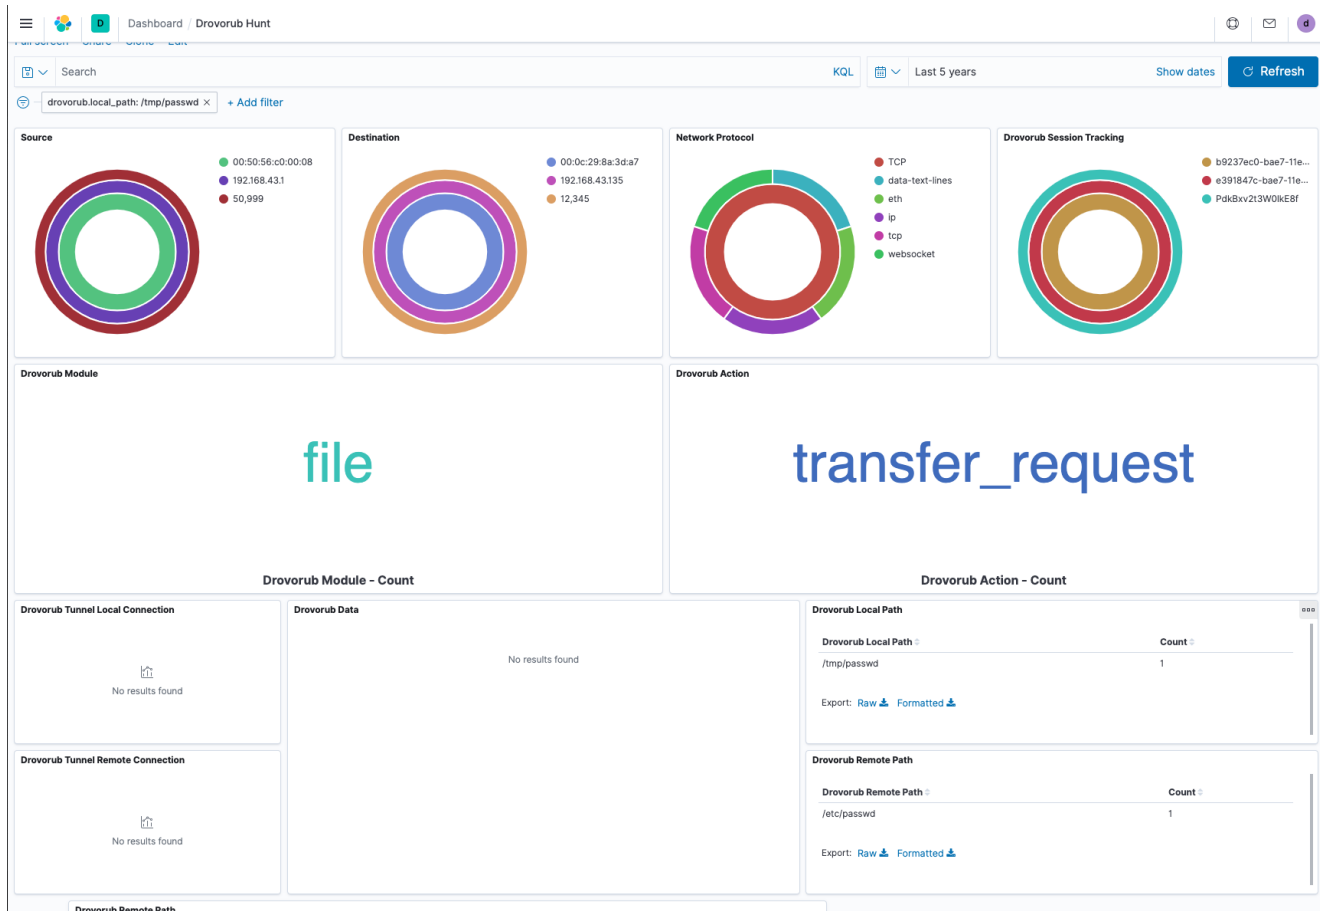 D
Dashboard / Drovorub Hunt
d
Full screen Share Clone Edit
Search
KQL
Last 5 years
Show dates
Refresh
drovorub.local_path: /tmp/passwd ×
+ Add filter
Source
00:50:56:c0:00:08
192.168.43.1
50,999
Destination
00:0c:29:8a:3d:a7
192.168.43.135
12,345
Network Protocol
TCP
data-text-lines
eth
ip
tcp
websocket
Drovorub Session Tracking
b9237ec0-bae7-11e...
e391847c-bae7-11e...
PdkBxv2t3W0IkE8f
Drovorub Module
file
Drovorub Module - Count
Drovorub Action
transfer_request
Drovorub Action - Count
Drovorub Tunnel Local Connection
No results found
Drovorub Data
No results found
Drovorub Local Path
Drovorub Local Path Count
/tmp/passwd 1
Export: Raw Formatted
Drovorub Tunnel Remote Connection
No results found
Drovorub Remote Path
Drovorub Remote Path Count
/etc/passwd 1
Export: Raw Formatted
Drovorub Remote Path